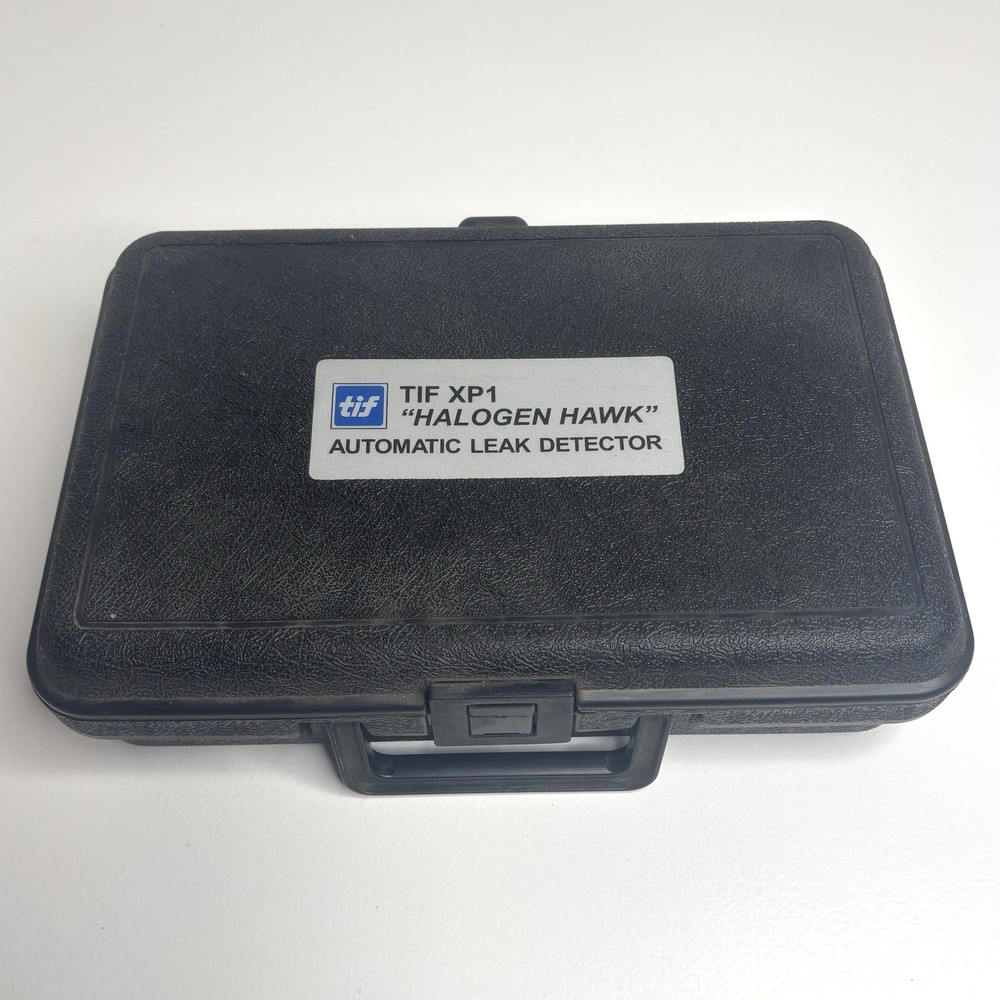 tif
TIF XP1
“HALOGEN HAWK”
AUTOMATIC LEAK DETECTOR